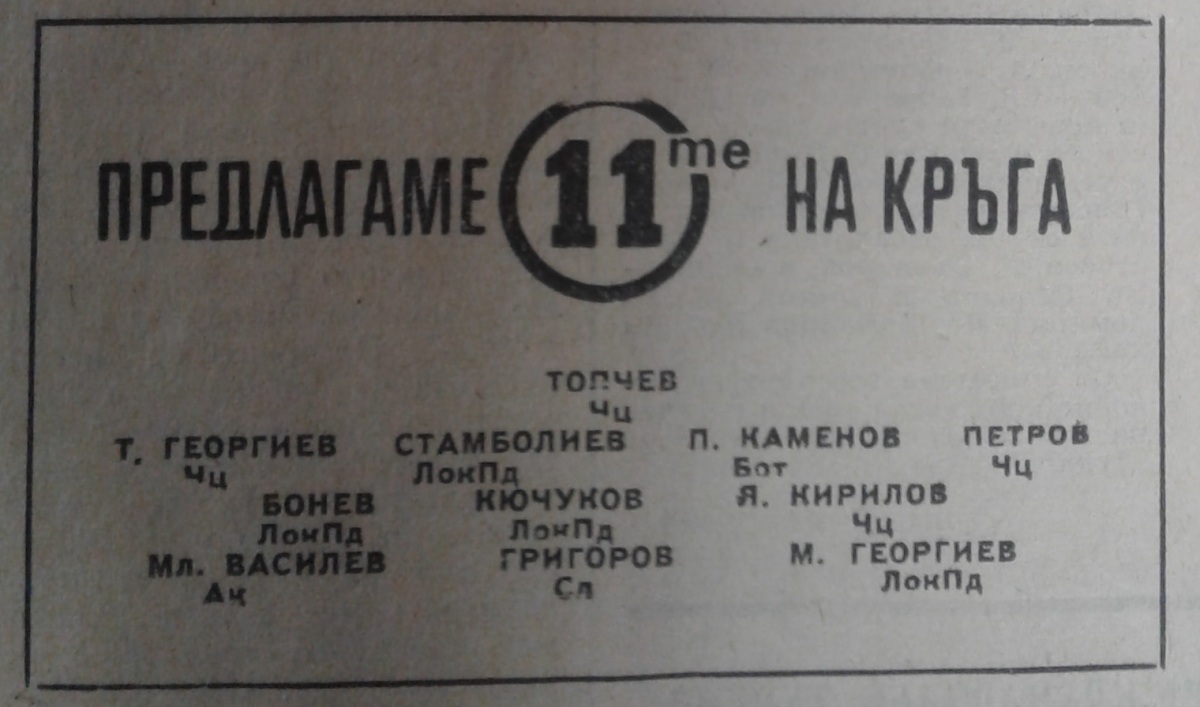 ПРЕДЛАГАМЕ 11те НА КРЪГА
ТОПЧЕВ
Чц
Т. ГЕОРГИЕВ СТАМБОЛИЕВ П. КАМЕНОВ ПЕТРОВ
Чц ЛокПд Бот Чц
БОНЕВ КЮЧУКОВ Я. КИРИЛОВ
ЛокПд ЛокПд Чц
Мл. ВАСИЛЕВ ГРИГОРОВ М. ГЕОРГИЕВ
Ак Сл ЛокПд